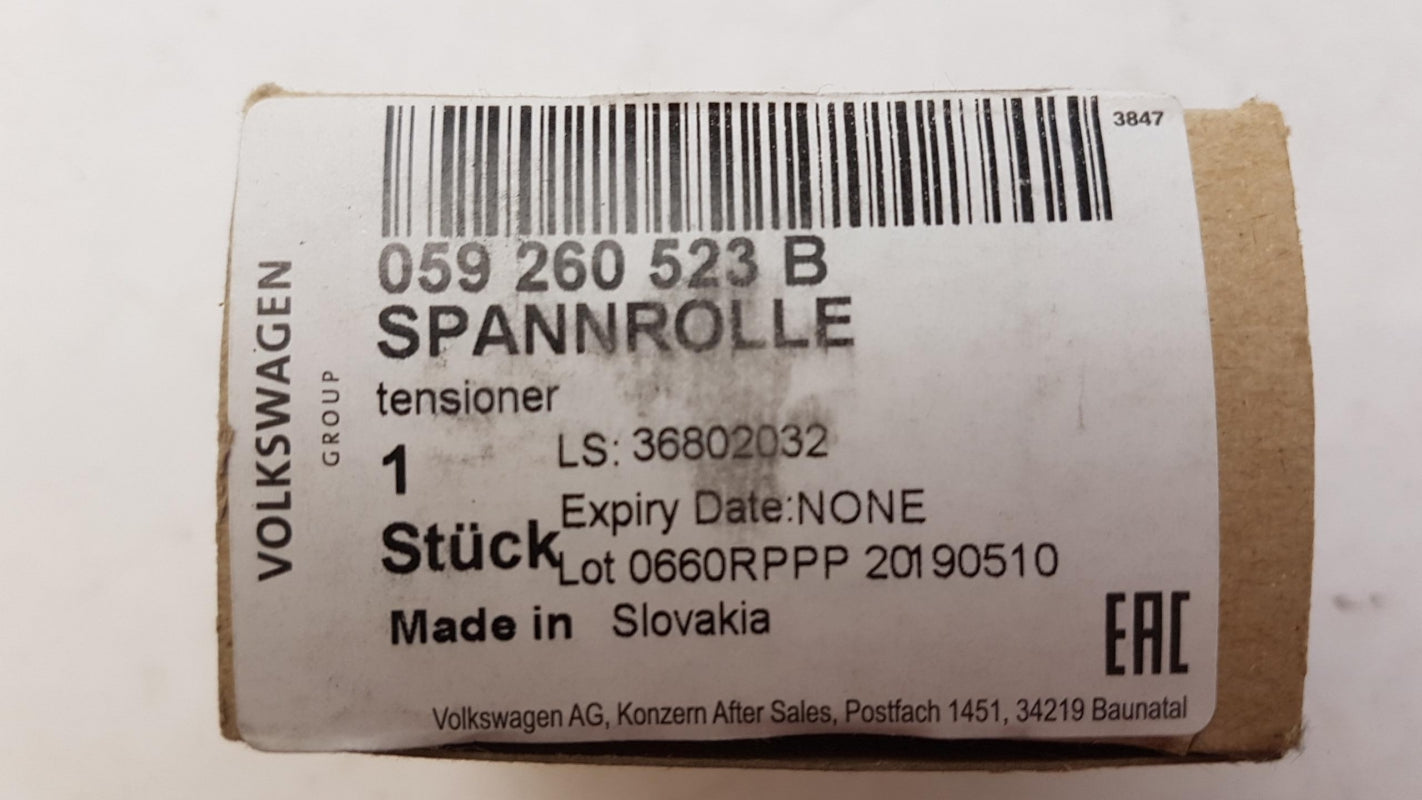 3847
059 260 523 B
SPANNROLLE
tensioner
1
LS: 36802032
Expiry Date:NONE
Stück
Lot 0660RPPP 20190510
Made in Slovakia
EAC
Volkswagen AG, Konzern After Sales, Postfach 1451, 34219 Baunatal
VOLKSWAGEN
GROUP